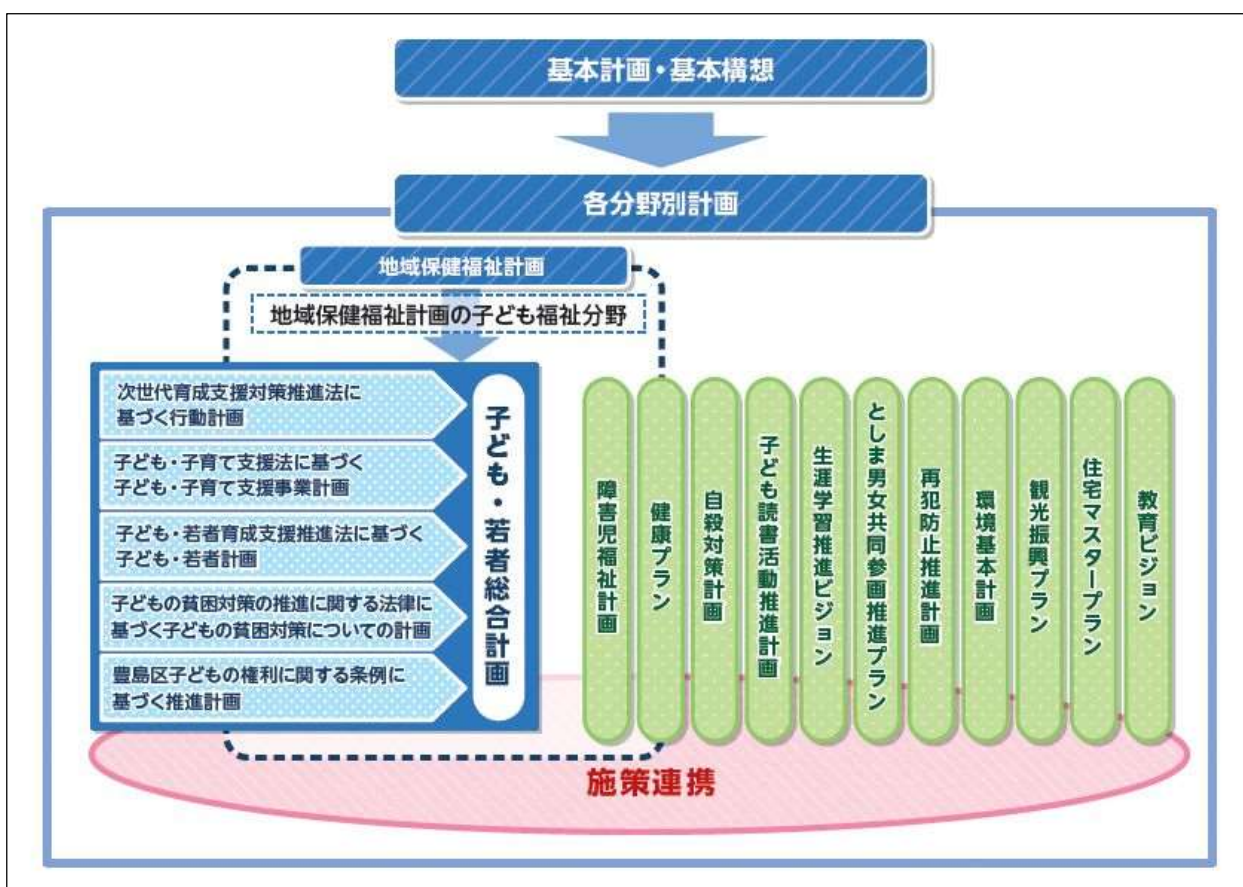 基本計画・基本構想
各分野別計画
地域保健福祉計画
地域保健福祉計画の子ども福祉分野
次世代育成支援対策推進法に
基づく行動計画
子ども・子育て支援法に基づく
子ども・子育て支援事業計画
子ども・若者育成支援推進法に基づく
子ども・若者計画
子どもの貧困対策の推進に関する法律に
基づく子どもの貧困対策についての計画
豊島区子どもの権利に関する条例に
基づく推進計画
子ども・若者総合計画
障害児福祉計画
健康プラン
自殺対策計画
子ども読書活動推進計画
生涯学習推進ビジョン
としま男女共同参画推進プラン
再犯防止推進計画
環境基本計画
観光振興プラン
住宅マスタープラン
教育ビジョン
施策連携